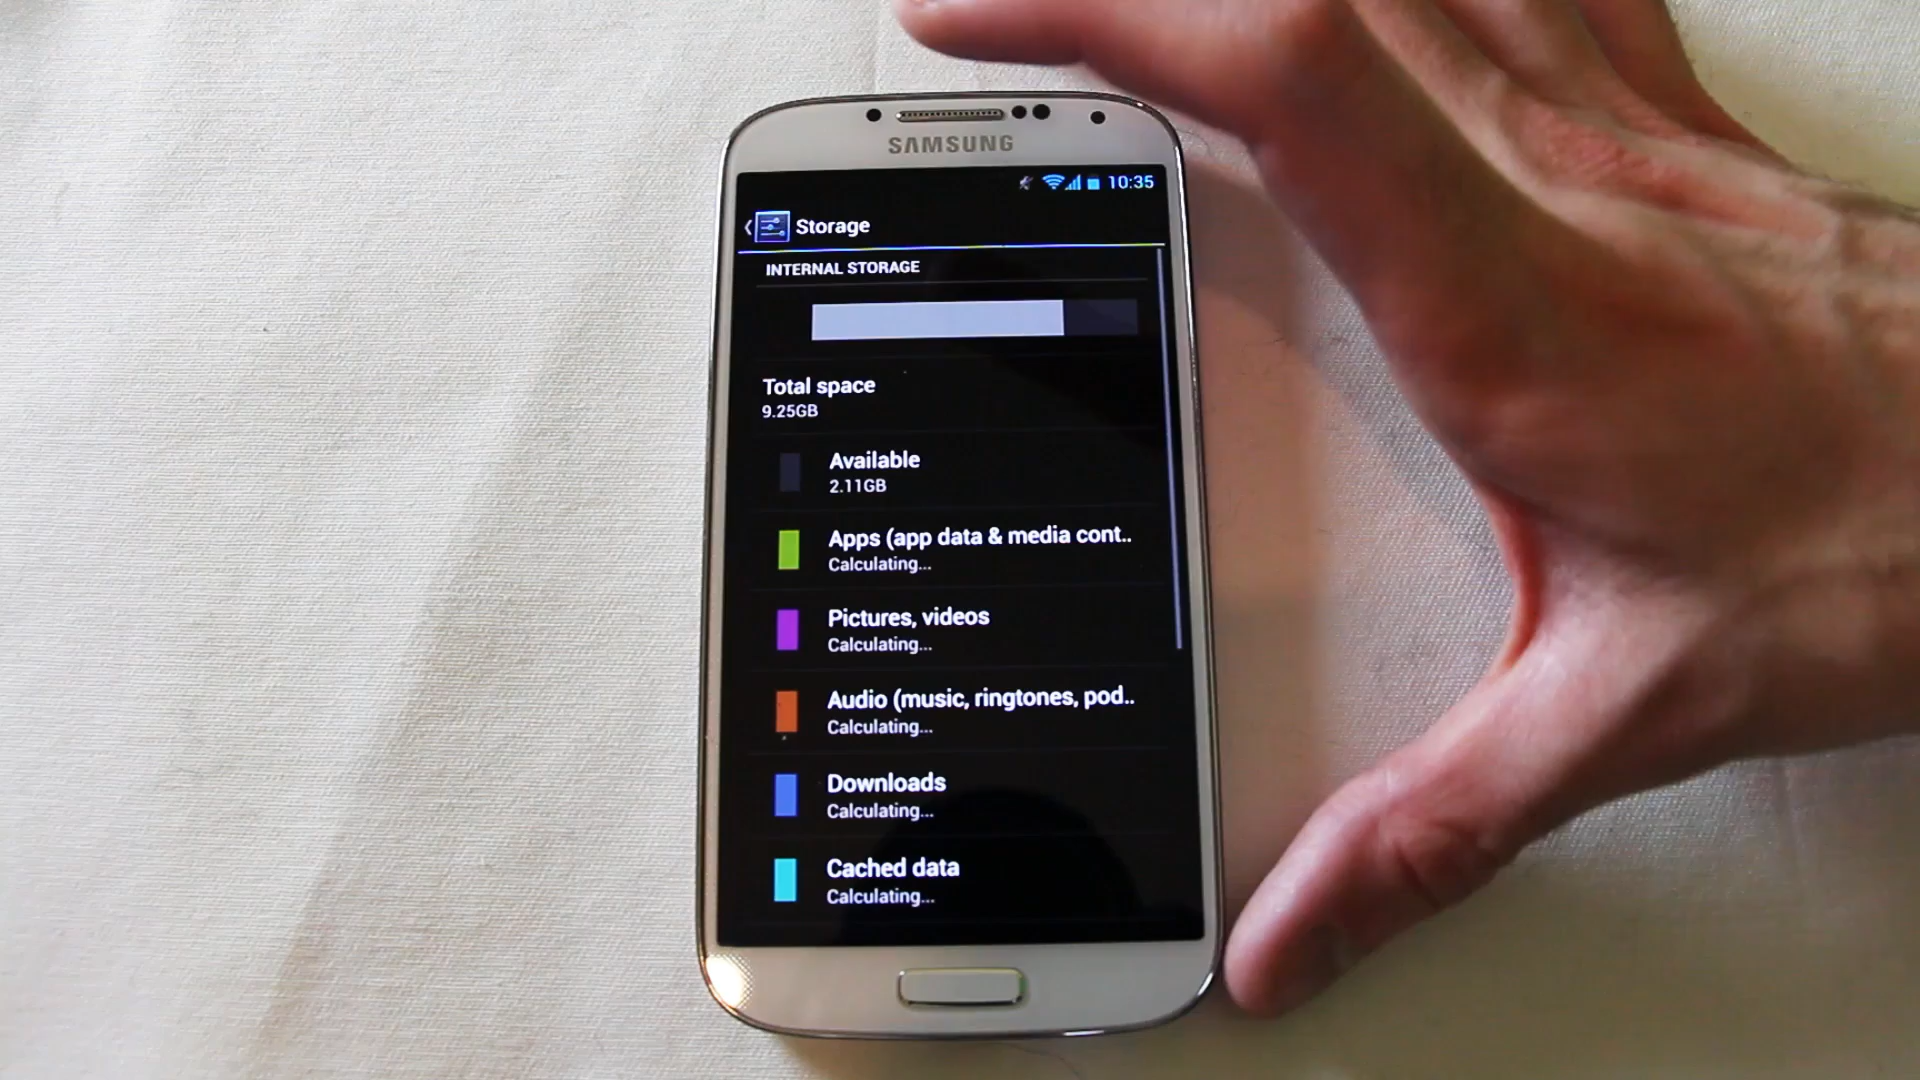 SAMSUNG
10:35
Storage
INTERNAL STORAGE
Total space
9.25GB
Available
2.11GB
Apps (app data & media cont..
Calculating...
Pictures, videos
Calculating...
Audio (music, ringtones, pod..
Calculating...
Downloads
Calculating...
Cached data
Calculating...